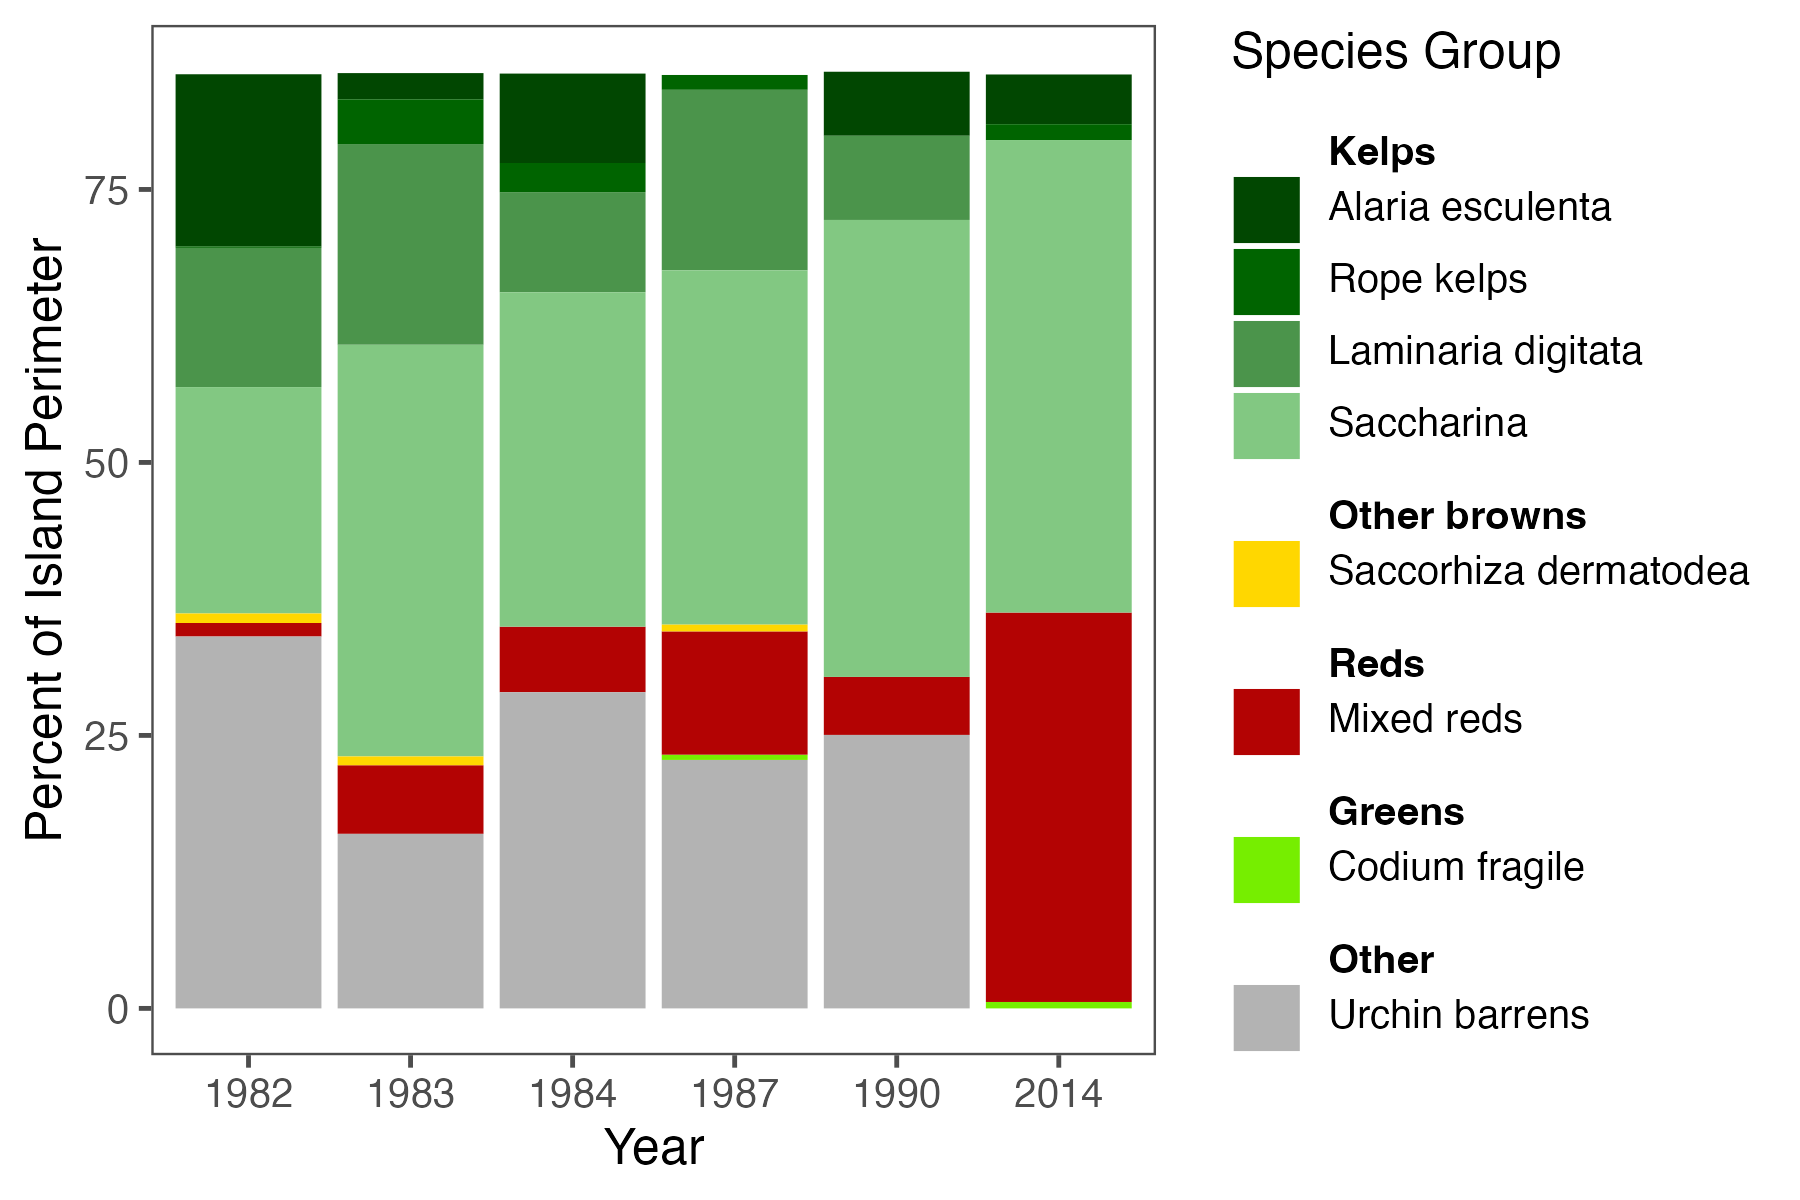 Percent of Island Perimeter
75
50
25
0
1982
1983
1984
1987
1990
2014
Year
Species Group
Kelps
Alaria esculenta
Rope kelps
Laminaria digitata
Saccharina
Other browns
Saccorhiza dermatodea
Reds
Mixed reds
Greens
Codium fragile
Other
Urchin barrens